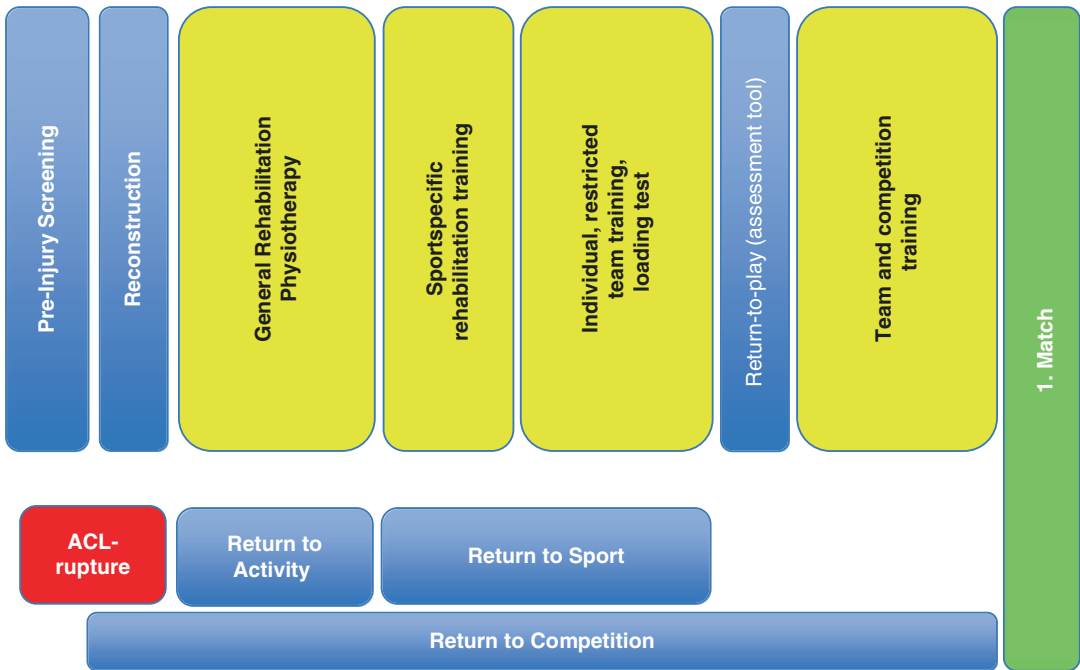 Pre-Injury Screening
Reconstruction
General Rehabilitation
Physiotherapy
Sportspecific
rehabilitation training
Individual, restricted
team training,
loading test
Return-to-play (assessment tool)
Team and competition
training
1. Match
ACL-
rupture
Return to
Activity
Return to Sport
Return to Competition